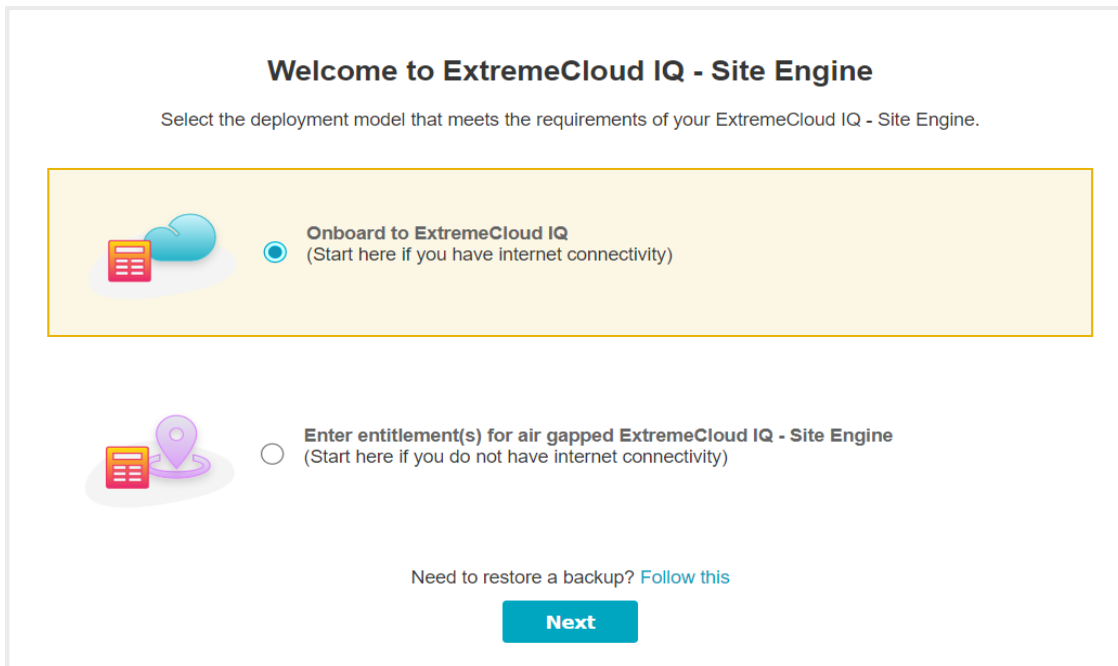 Welcome to ExtremeCloud IQ - Site Engine
Select the deployment model that meets the requirements of your ExtremeCloud IQ - Site Engine.
Onboard to ExtremeCloud IQ
(Start here if you have internet connectivity)
Enter entitlement(s) for air gapped ExtremeCloud IQ - Site Engine
(Start here if you do not have internet connectivity)
Need to restore a backup? Follow this
Next